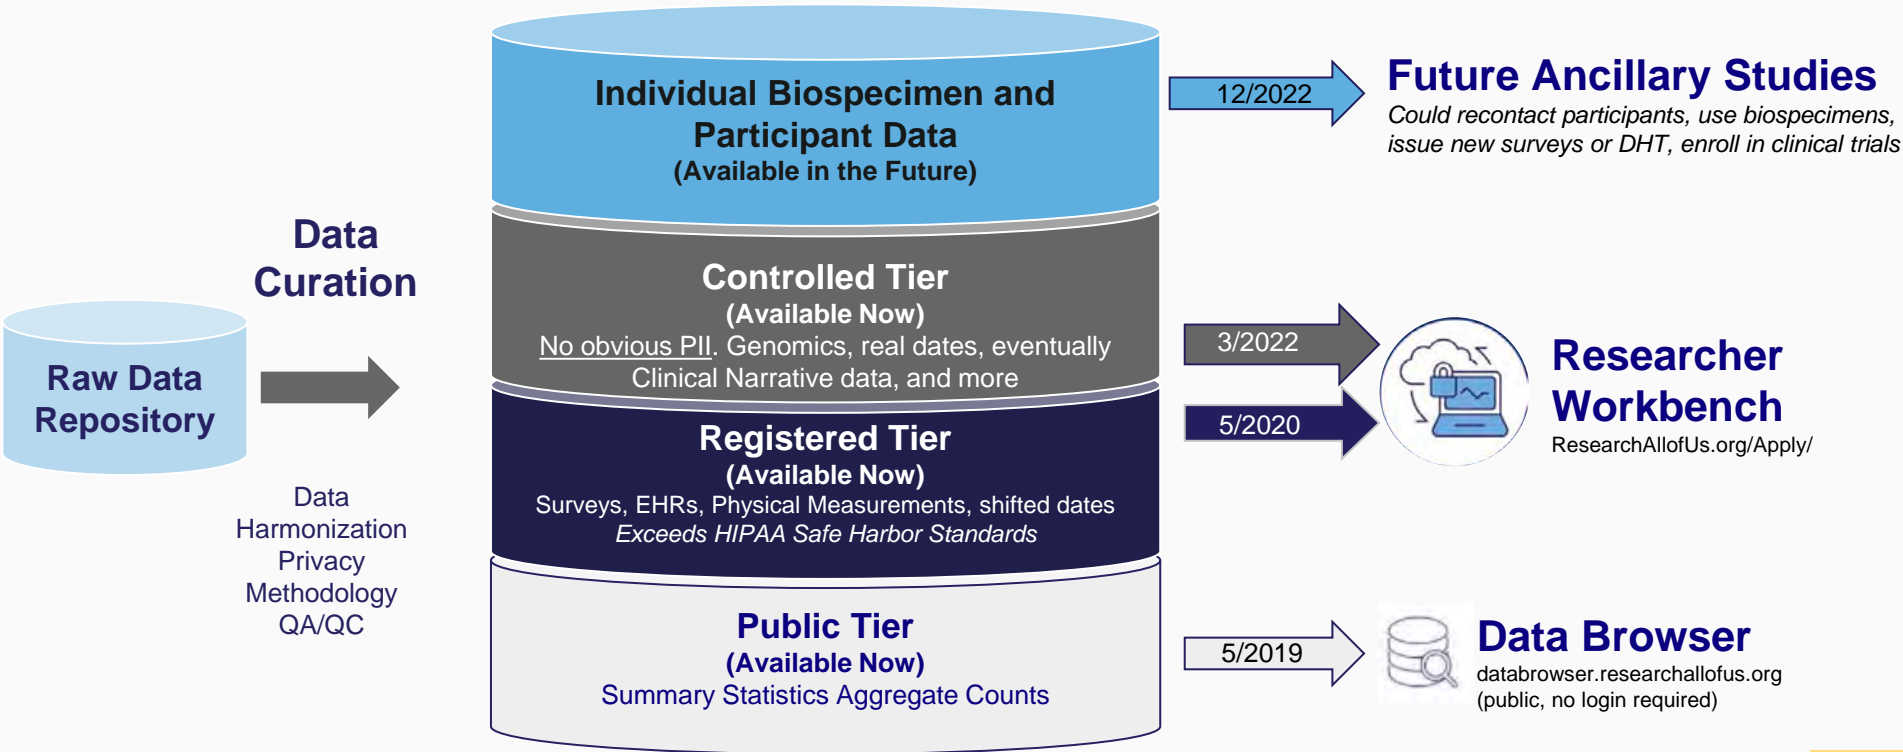 Raw Data
Repository
Data
Curation
Data
Harmonization
Privacy
Methodology
QA/QC
Individual Biospecimen and
Participant Data
(Available in the Future)
Controlled Tier
(Available Now)
No obvious PII. Genomics, real dates, eventually
Clinical Narrative data, and more
Registered Tier
(Available Now)
Surveys, EHRs, Physical Measurements, shifted dates
Exceeds HIPAA Safe Harbor Standards
Public Tier
(Available Now)
Summary Statistics Aggregate Counts
12/2022
Future Ancillary Studies
Could recontact participants, use biospecimens,
issue new surveys or DHT, enroll in clinical trials
3/2022
5/2020
Researcher
Workbench
ResearchAllofUs.org/Apply/
5/2019
Data Browser
databrowser.researchallofus.org
(public, no login required)